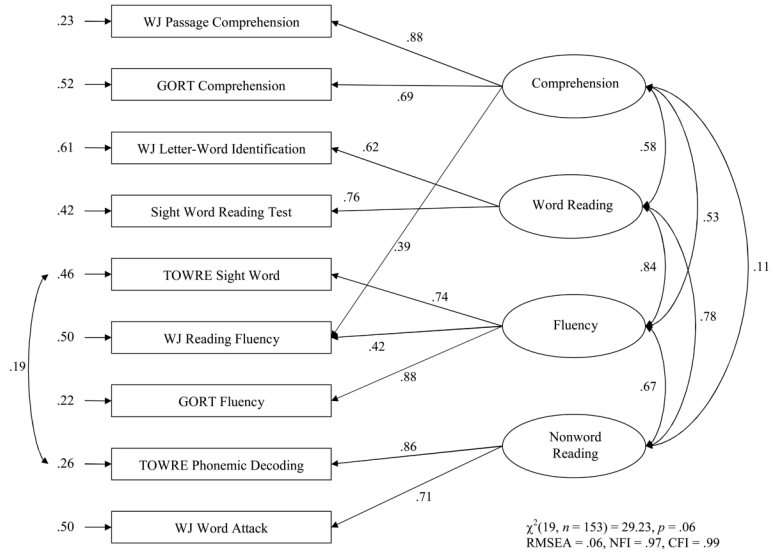 .23
WJ Passage Comprehension
.88
Comprehension
.52
GORT Comprehension
.69
.61
WJ Letter-Word Identification
.62
.58
.42
Sight Word Reading Test
.76
Word Reading
.53
.39
.84
.11
.46
TOWRE Sight Word
.74
.50
WJ Reading Fluency
.42
Fluency
.78
.19
.88
.67
.22
GORT Fluency
.26
TOWRE Phonemic Decoding
.86
Nonword
Reading
.71
.50
WJ Word Attack
χ²(19, n = 153) = 29.23, p = .06
RMSEA = .06, NFI = .97, CFI = .99